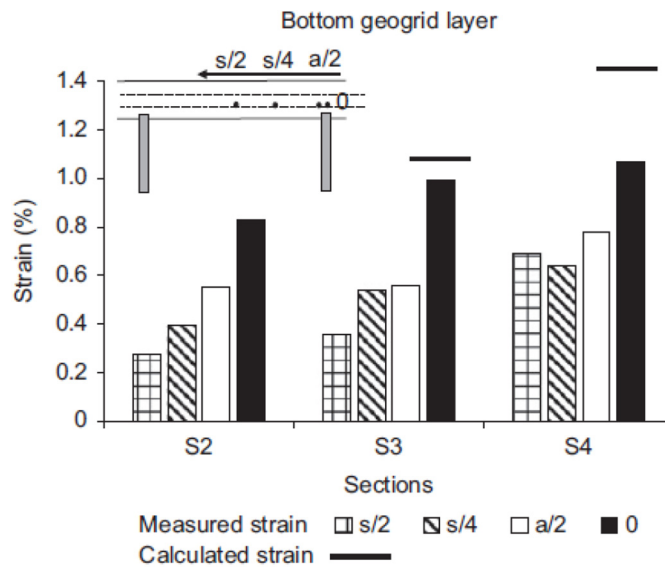 Bottom geogrid layer
s/2 s/4 a/2
1.4
0
1.2
1.0
0.8
0.6
0.4
0.2
0
Strain (%)
S2 S3 S4
Sections
Measured strain s/2 s/4 a/2 0
Calculated strain